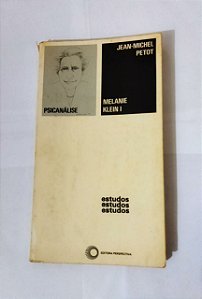 JEAN-MICHEL
PETOT
PSICANÁLISE
MELANIE
KLEIN I
estudos
estudos
estudos
EDITORA PERSPECTIVA